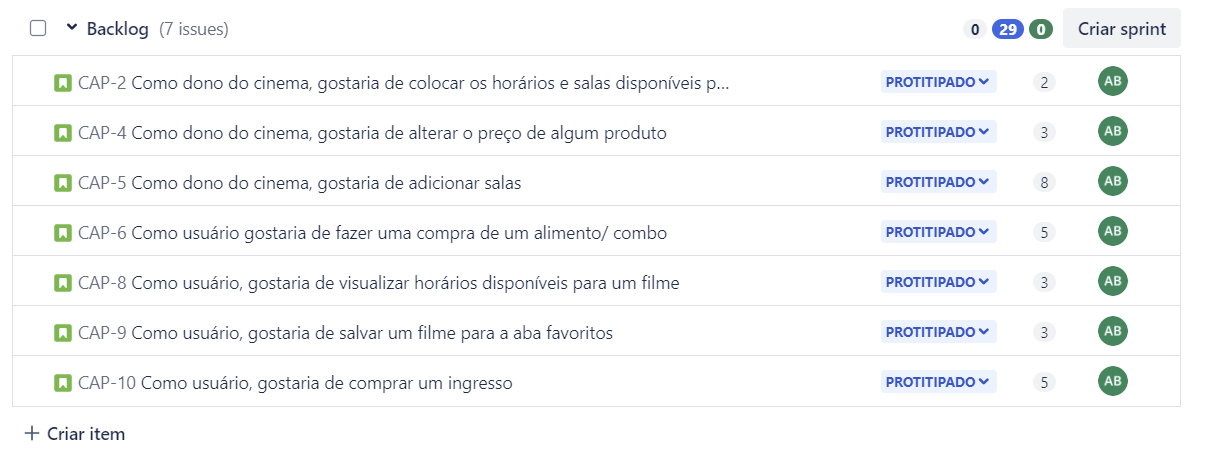 Backlog (7 issues) 0 29 0 Criar sprint
CAP-2 Como dono do cinema, gostaria de colocar os horários e salas disponíveis p... PROTITIPADO 2 AB
CAP-4 Como dono do cinema, gostaria de alterar o preço de algum produto PROTITIPADO 3 AB
CAP-5 Como dono do cinema, gostaria de adicionar salas PROTITIPADO 8 AB
CAP-6 Como usuário gostaria de fazer uma compra de um alimento/ combo PROTITIPADO 5 AB
CAP-8 Como usuário, gostaria de visualizar horários disponíveis para um filme PROTITIPADO 3 AB
CAP-9 Como usuário, gostaria de salvar um filme para a aba favoritos PROTITIPADO 3 AB
CAP-10 Como usuário, gostaria de comprar um ingresso PROTITIPADO 5 AB
+ Criar item